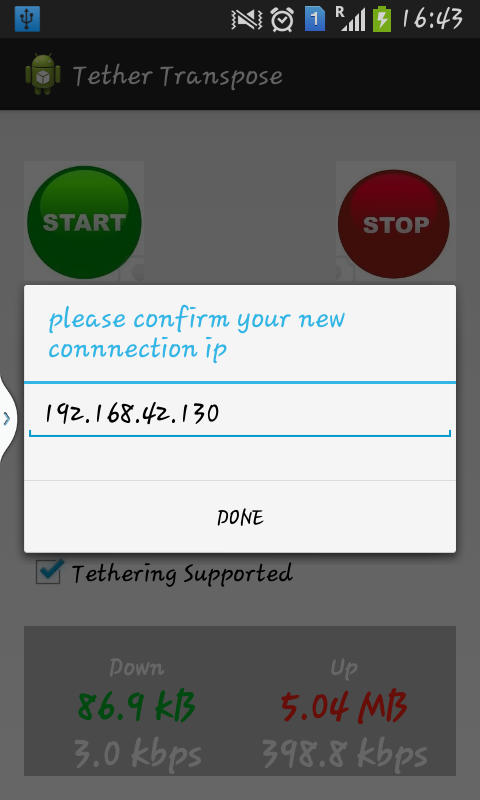 1
R
16:43
Tether Transpose
START
STOP
please confirm your new
connnection ip
192.168.42.130
DONE
Tethering Supported
Down
Up
86.9 kB
5.04 MB
3.0 kbps
398.8 kbps